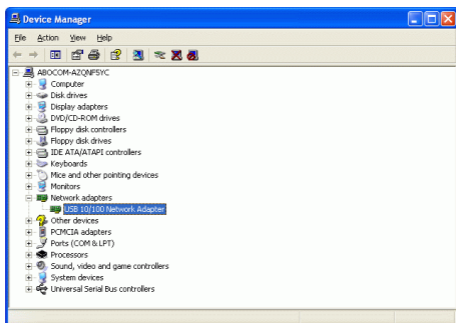 Device Manager
File Action View Help
ABOCOM-AZQNFSYC
Computer
Disk drives
Display adapters
DVD/CD-ROM drives
Floppy disk controllers
Floppy disk drives
IDE ATA/ATAPI controllers
Keyboards
Mice and other pointing devices
Monitors
Network adapters
USB 10/100 Network Adapter
Other devices
PCMCIA adapters
Ports (COM & LPT)
Processors
Sound, video and game controllers
System devices
Universal Serial Bus controllers